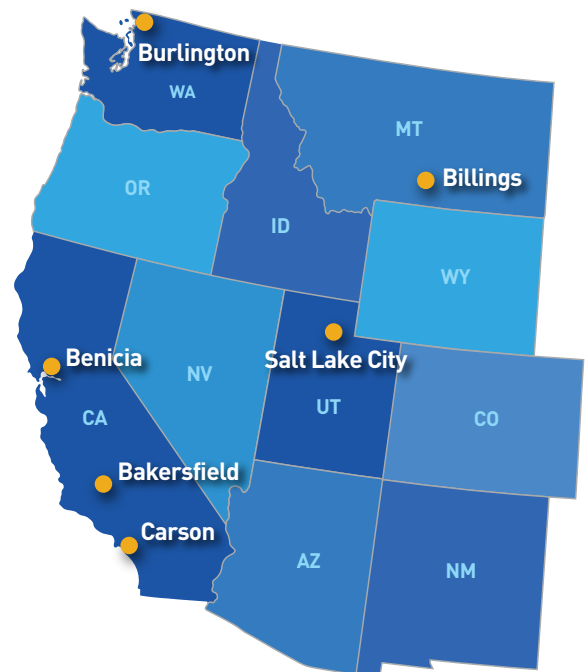 Burlington
WA
MT
Billings
OR
ID
WY
Benicia
Salt Lake City
NV
UT
CA
CO
Bakersfield
Carson
AZ
NM